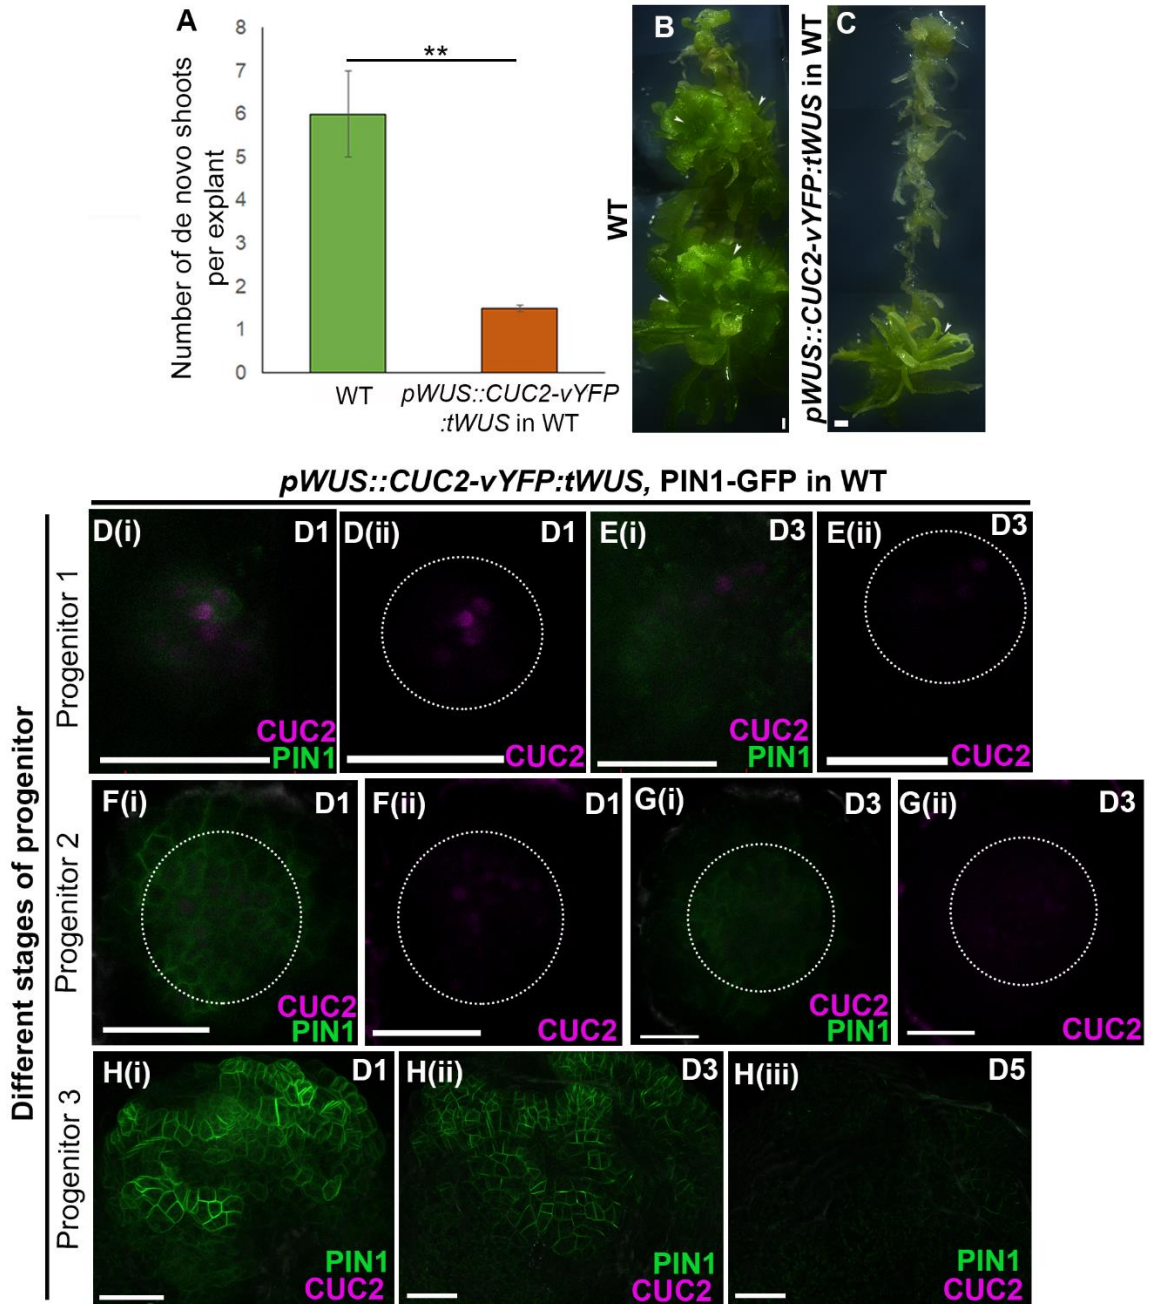 A
8
7
6
5
4
3
2
1
0
Number of de novo shoots
per explant
**
WT
pWUS::CUC2-vYFP
:tWUS in WT
B
WT
C
pWUS::CUC2-vYFP:tWUS in WT
pWUS::CUC2-vYFP:tWUS, PIN1-GFP in WT
Different stages of progenitor
Progenitor 1
D(i)
D1
CUC2
PIN1
D(ii)
D1
CUC2
E(i)
D3
CUC2
PIN1
E(ii)
D3
CUC2
Progenitor 2
F(i)
D1
CUC2
PIN1
F(ii)
D1
CUC2
G(i)
D3
CUC2
PIN1
G(ii)
D3
CUC2
Progenitor 3
H(i)
D1
PIN1
CUC2
H(ii)
D3
PIN1
CUC2
H(iii)
D5
PIN1
CUC2